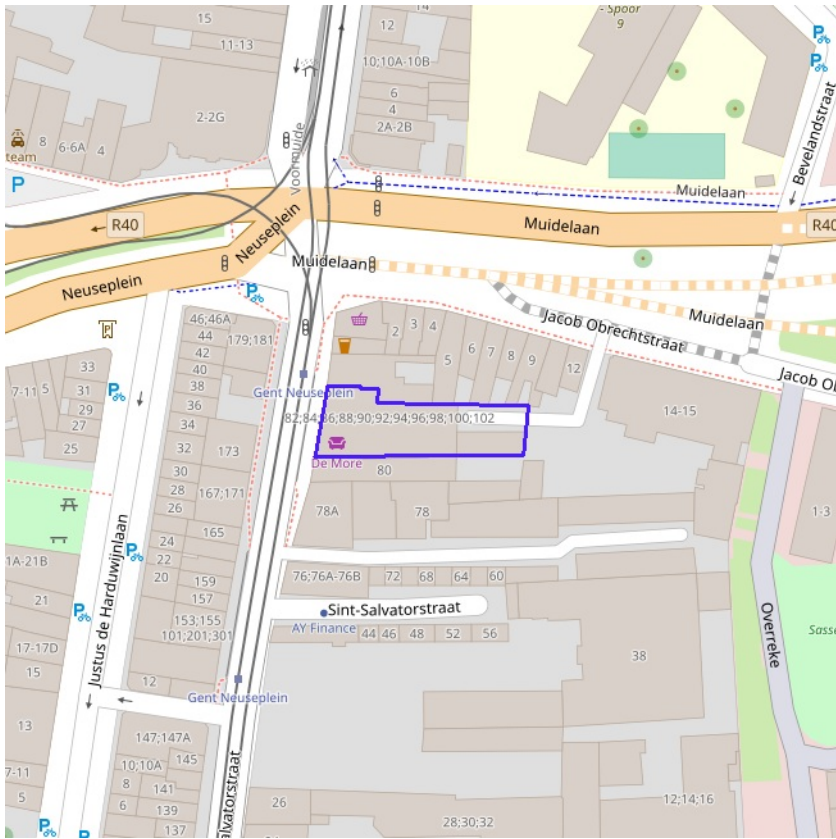 15
11-13
2-2G
8
6-6A
4
team
P
12
14
10;10A-10B
6
4
2A-2B
- Spoor
9
Bevelandstraat
voormuide
Muidelaan
R40
Neuseplein
Muidelaan
R40
Muidelaan
Neuseplein
Muidelaan
Jacob Obrechtstraat
Jacob Ob
P
46;46A
44
179;181
42
40
38
36
34
32
173
30
28
167;171
26
165
24
22
20
159
157
153;155
101;201;301
12
2
3
4
5
6
7
8
9
12
Gent Neuseplein
82;84;86;88;90;92;94;96;98;100;102
De More
80
14-15
1-3
33
7-11
5
31
29
27
25
78A
78
76;76A-76B
72
68
64
60
Sint-Salvatorstraat
AY Finance
44
46
48
52
56
38
Overreke
Sasse
1A-21B
21
17-17D
15
13
7-11
5
Justus de Harduwijnlaan
Gent Neuseplein
147;147A
10;10A
145
8
141
6
139
137
alvatorstraat
26
28;30;32
12;14;16